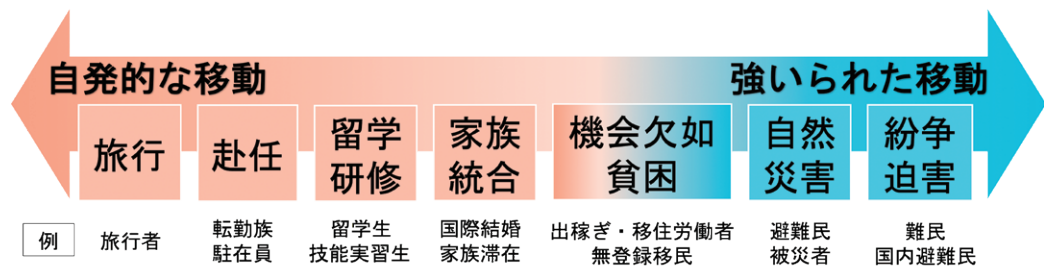 自発的な移動
強いられた移動
旅行
赴任
留学
研修
家族
統合
機会欠如
貧困
自然
災害
紛争
迫害
例
旅行者
転勤族
駐在員
留学生
技能実習生
国際結婚
家族滞在
出稼ぎ・移住労働者
無登録移民
避難民
被災者
難民
国内避難民